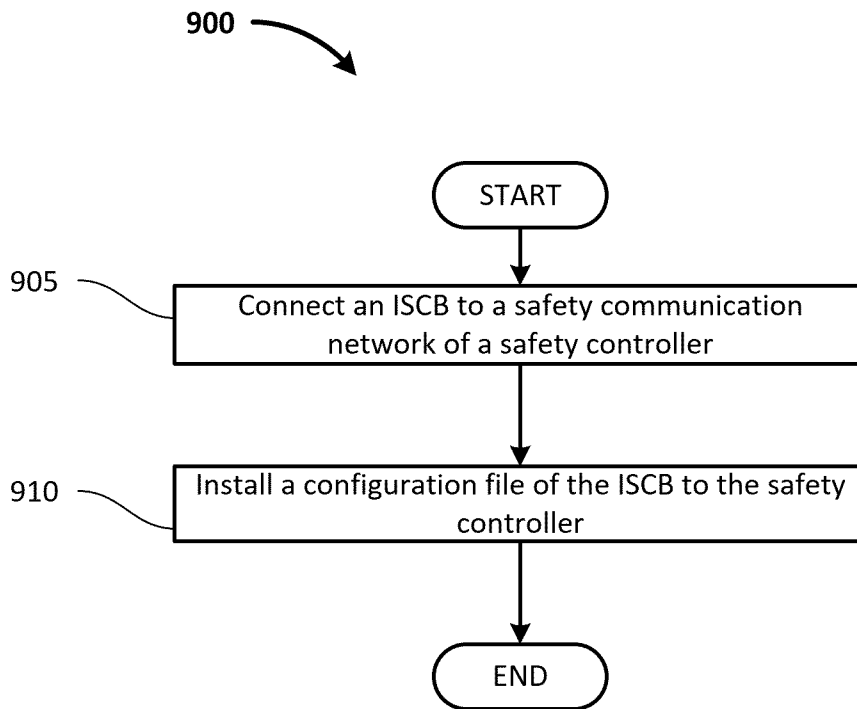 900
START
905
Connect an ISCB to a safety communication
network of a safety controller
910
Install a configuration file of the ISCB to the safety
controller
END